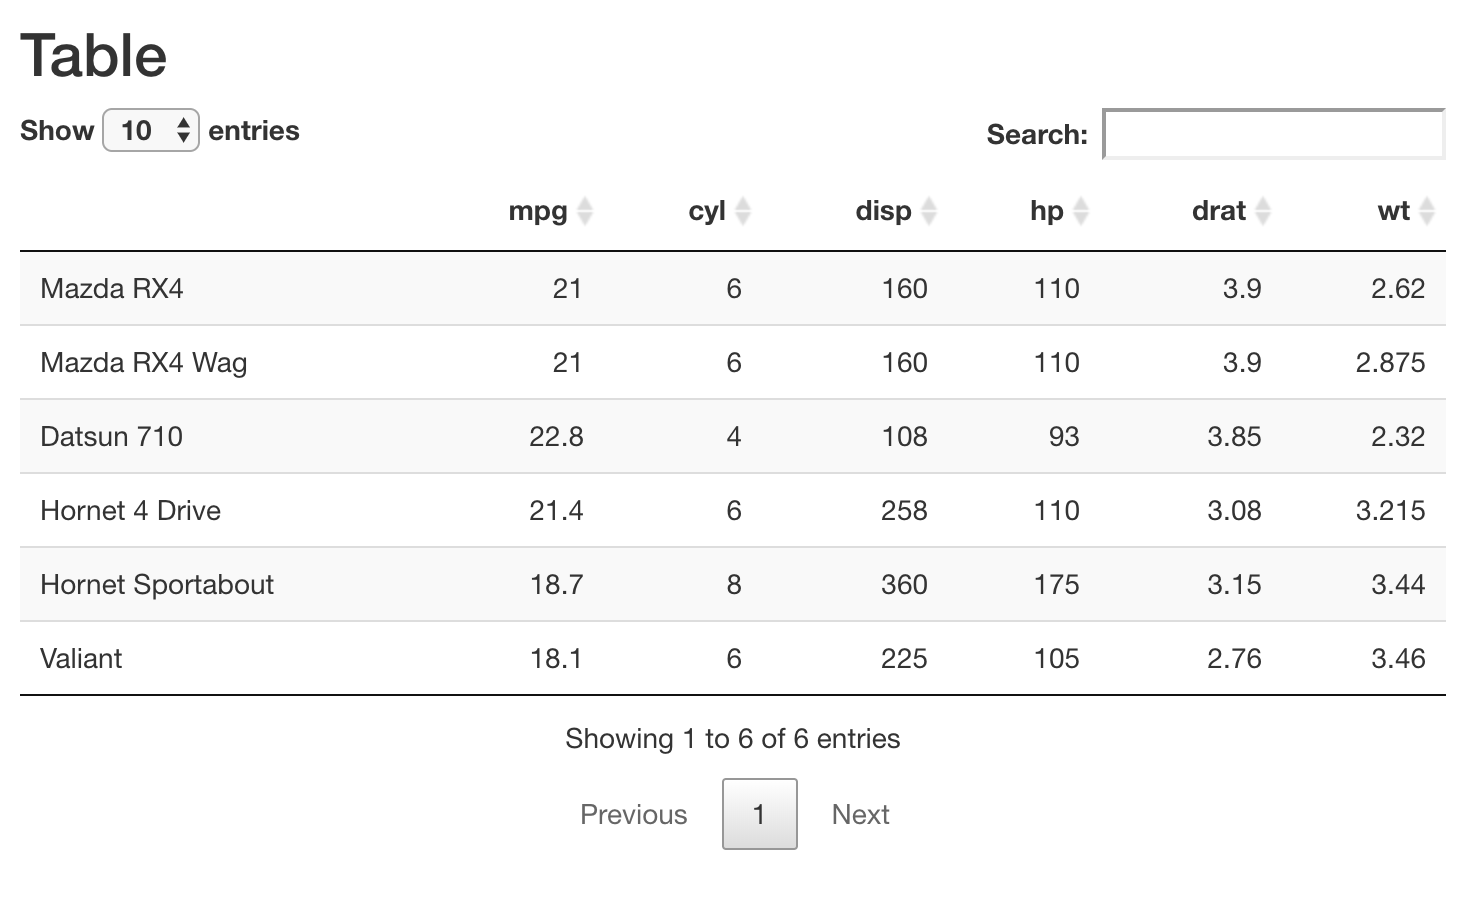 Table
Show 10 entries Search:
mpg cyl disp hp drat wt
Mazda RX4 21 6 160 110 3.9 2.62
Mazda RX4 Wag 21 6 160 110 3.9 2.875
Datsun 710 22.8 4 108 93 3.85 2.32
Hornet 4 Drive 21.4 6 258 110 3.08 3.215
Hornet Sportabout 18.7 8 360 175 3.15 3.44
Valiant 18.1 6 225 105 2.76 3.46
Showing 1 to 6 of 6 entries
Previous 1 Next